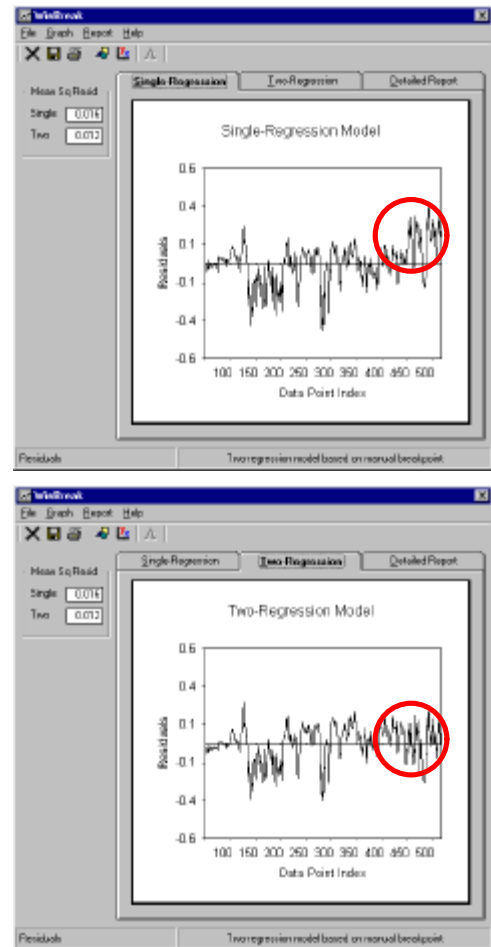 WinBreak
File Graph Report Help
Single-Regression Two-Regression Detailed Report
Mean Sq Resid
Single 0.016
Two 0.012
Single-Regression Model
0.6
0.4
0.1
-0.1
-0.4
-0.6
Residuals
100 150 200 250 300 350 400 450 500
Data Point Index
Residuals Two regression model based on manual breakpoint.
WinBreak
File Graph Report Help
Single-Regression Two-Regression Detailed Report
Mean Sq Resid
Single 0.016
Two 0.012
Two-Regression Model
0.6
0.4
0.1
-0.1
-0.4
-0.6
Residuals
100 150 200 250 300 350 400 450 500
Data Point Index
Residuals Two regression model based on manual breakpoint.